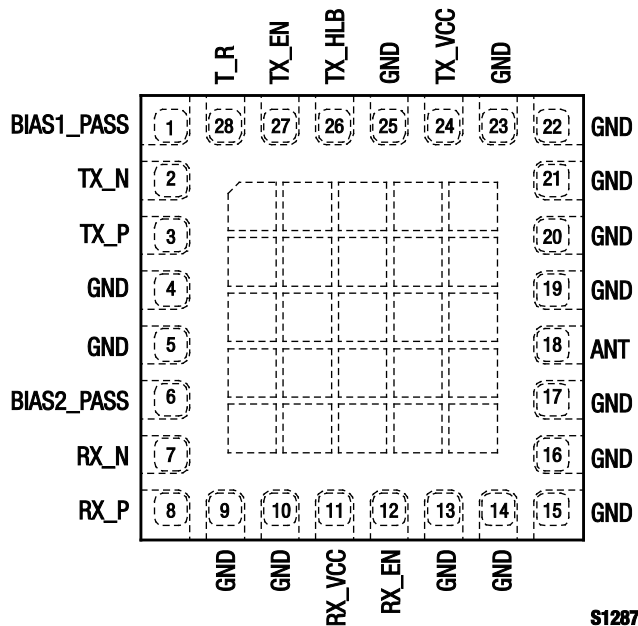 T_R TX_EN TX_HLB GND TX_VCC GND
BIAS1_PASS 1 28 27 26 25 24 23 22 GND
TX_N 2 21 GND
TX_P 3 20 GND
GND 4 19 GND
GND 5 18 ANT
BIAS2_PASS 6 17 GND
RX_N 7 16 GND
RX_P 8 9 10 11 12 13 14 15 GND
GND GND RX_VCC RX_EN GND GND
S1287